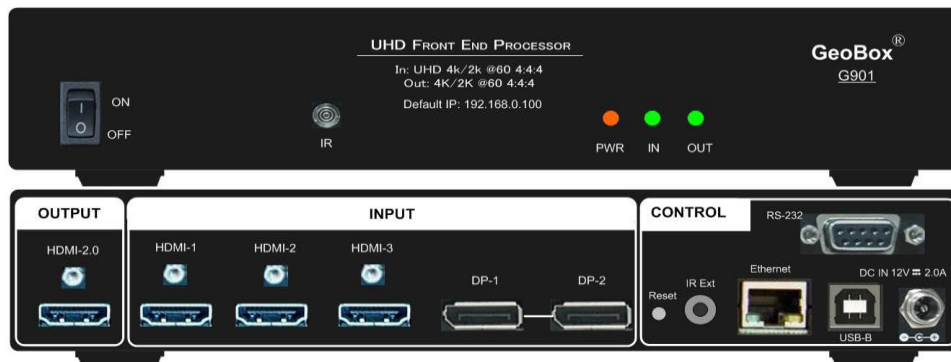 UHD FRONT END PROCESSOR
In: UHD 4k/2k @60 4:4:4
Out: 4K/2K @60 4:4:4
Default IP: 192.168.0.100
GeoBox®
G901
I ON
O OFF
IR
PWR IN OUT
OUTPUT
HDMI-2.0
INPUT
HDMI-1 HDMI-2 HDMI-3
DP-1 DP-2
CONTROL
RS-232
Reset
IR Ext
Ethernet
USB-B
DC IN 12V 2.0A